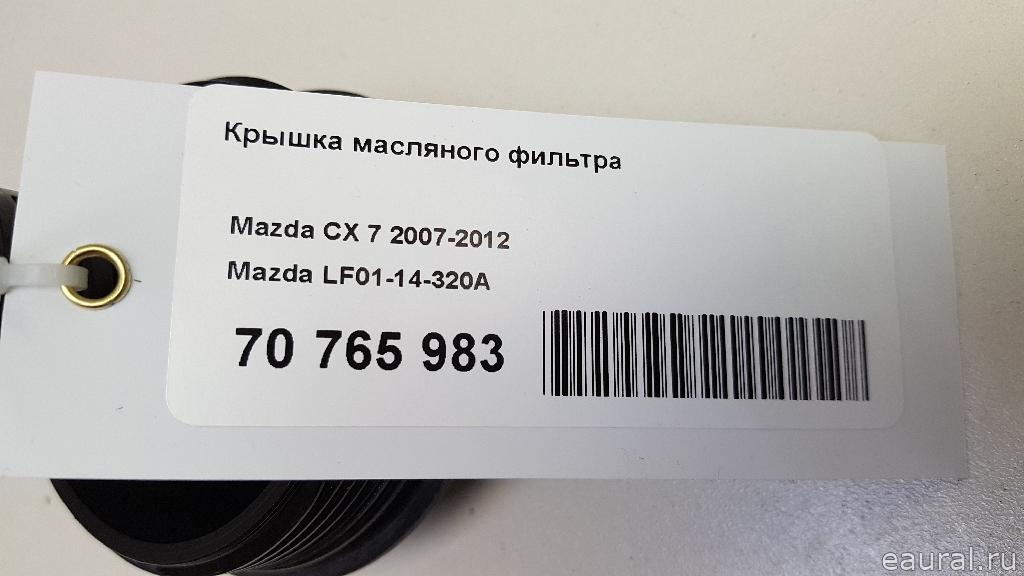 Крышка масляного фильтра
Mazda CX 7 2007-2012
Mazda LF01-14-320A
70 765 983
eaural.ru